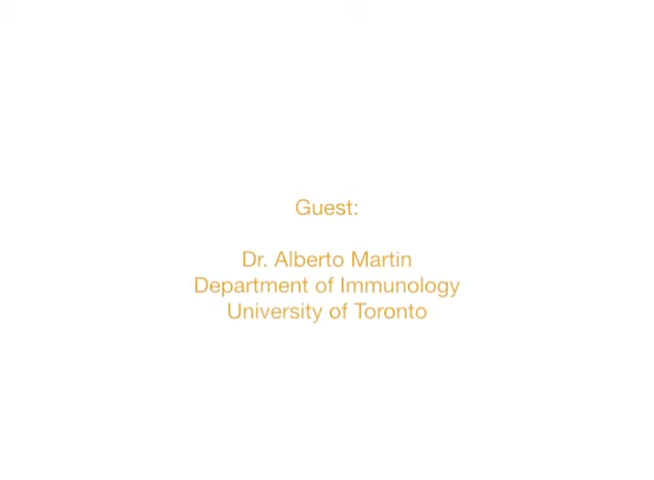 Guest:
Dr. Alberto Martin
Department of Immunology
University of Toronto